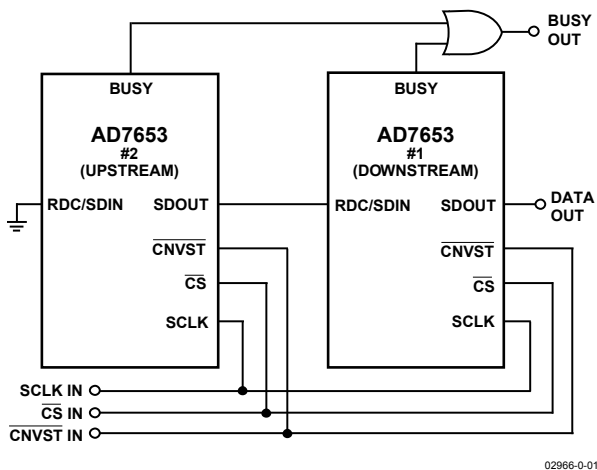 BUSY
OUT
BUSY
BUSY
AD7653
#2
(UPSTREAM)
AD7653
#1
(DOWNSTREAM)
RDC/SDIN
SDOUT
RDC/SDIN
SDOUT
DATA
OUT
CNVST
CNVST
CS
CS
SCLK
SCLK
SCLK IN
CS IN
CNVST IN
02966-0-01